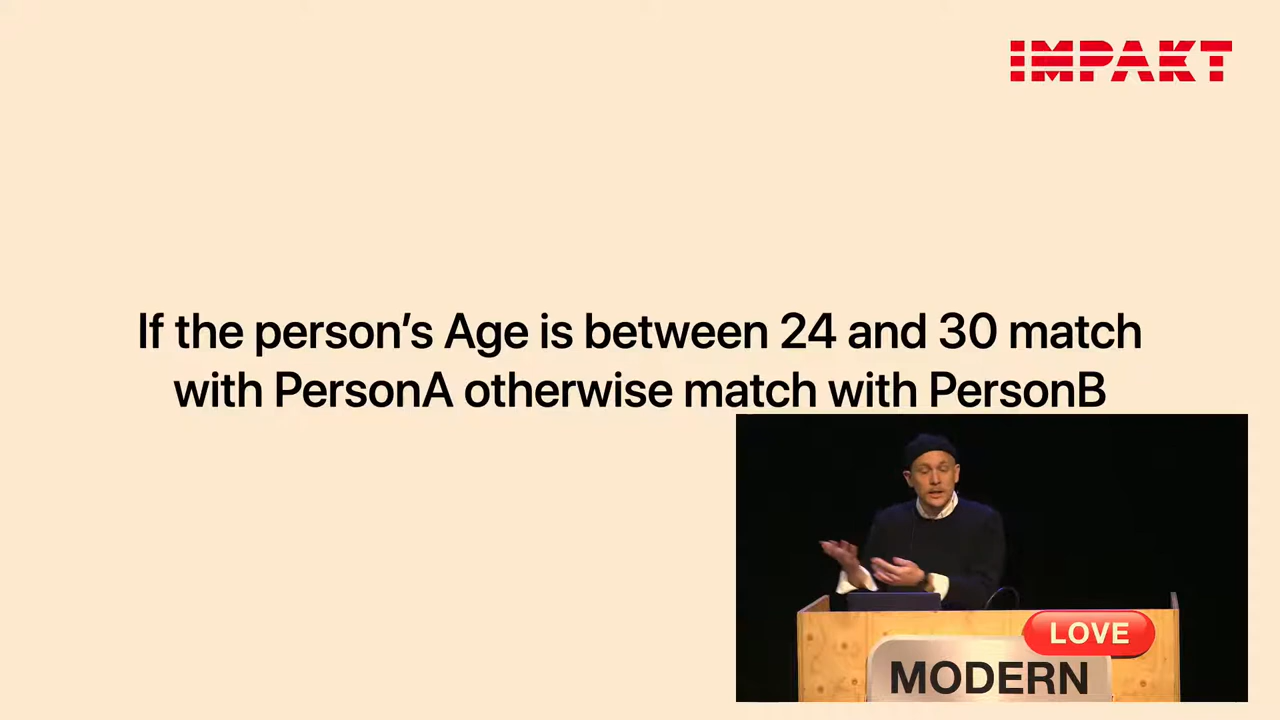 IMPAKT
If the person’s Age is between 24 and 30 match
with PersonA otherwise match with PersonB
LOVE
MODERN